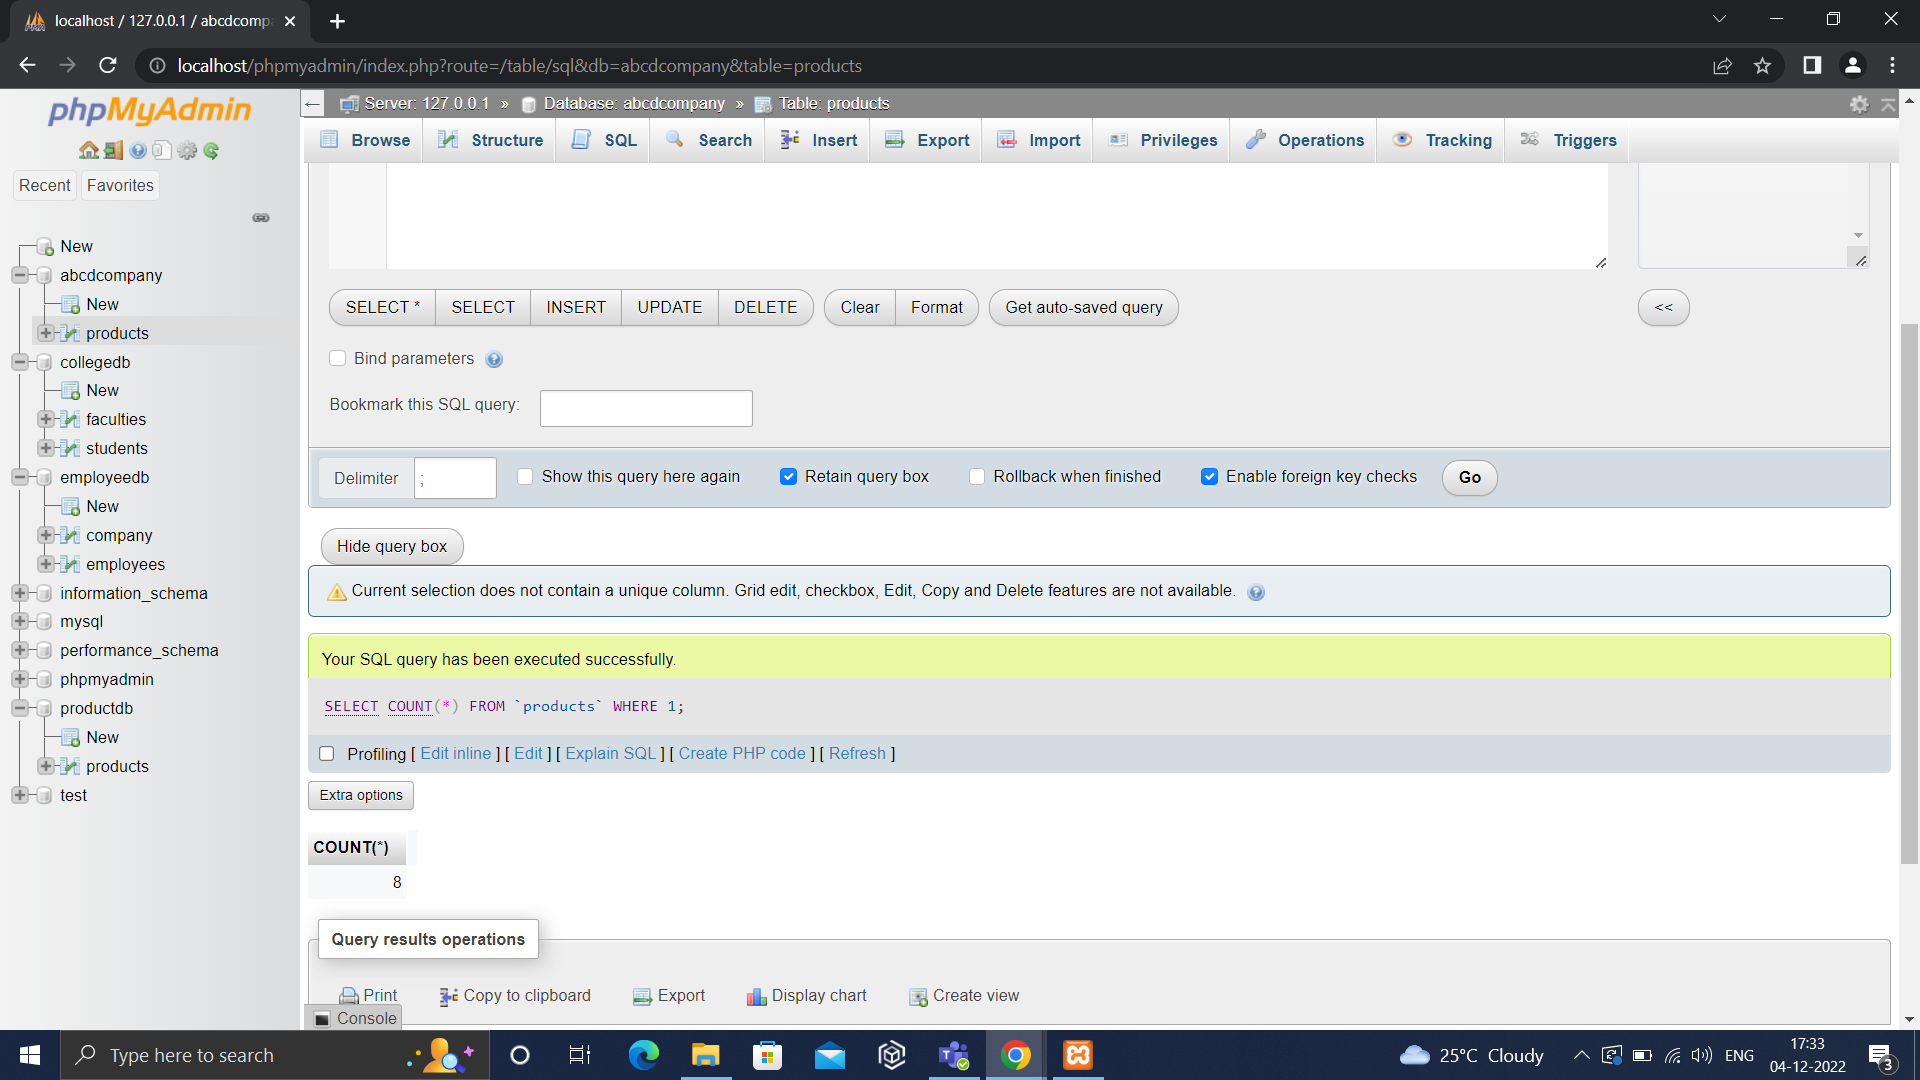 localhost / 127.0.0.1 / abcdcomp
localhost/phpmyadmin/index.php?route=/table/sql&db=abcdcompany&table=products
phpMyAdmin
Recent Favorites
New
abcdcompany
New
products
collegedb
New
faculties
students
employeedb
New
company
employees
information_schema
mysql
performance_schema
phpmyadmin
productdb
New
products
test
Server: 127.0.0.1 » Database: abcdcompany » Table: products
Browse Structure SQL Search Insert Export Import Privileges Operations Tracking Triggers
SELECT * SELECT INSERT UPDATE DELETE Clear Format Get auto-saved query <<
Bind parameters
Bookmark this SQL query:
Delimiter ; Show this query here again Retain query box Rollback when finished Enable foreign key checks Go
Hide query box
Current selection does not contain a unique column. Grid edit, checkbox, Edit, Copy and Delete features are not available.
Your SQL query has been executed successfully.
SELECT COUNT(*) FROM `products` WHERE 1;
Profiling [ Edit inline ] [ Edit ] [ Explain SQL ] [ Create PHP code ] [ Refresh ]
Extra options
COUNT(*)
8
Query results operations
Print Copy to clipboard Export Display chart Create view
Console
Type here to search
25°C Cloudy
ENG
17:33
04-12-2022
3